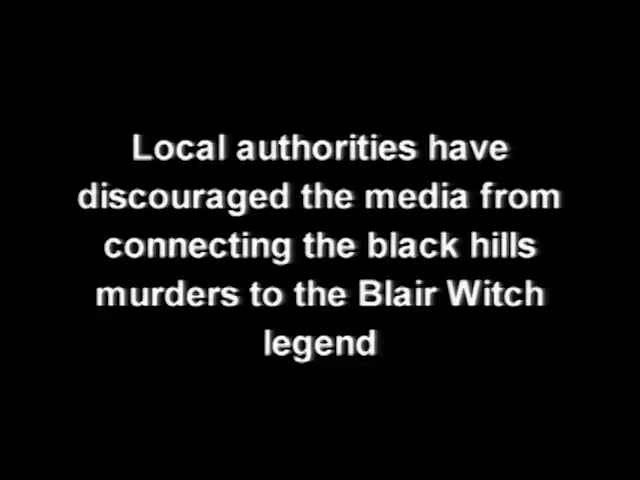 Local authorities have
discouraged the media from
connecting the black hills
murders to the Blair Witch
legend